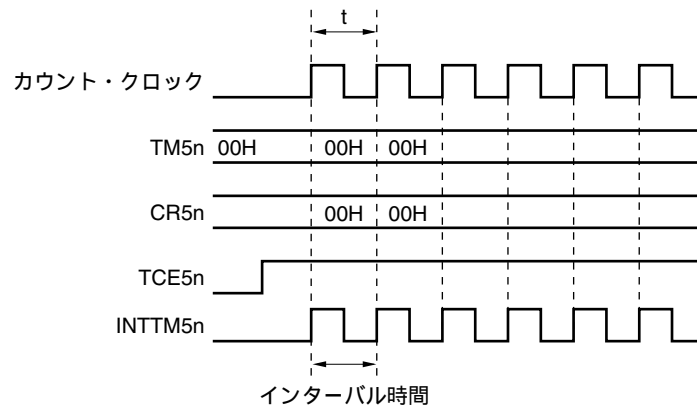 t
カウント・クロック
TM5n 00H 00H 00H
CR5n 00H 00H
TCE5n
INTTM5n
インターバル時間